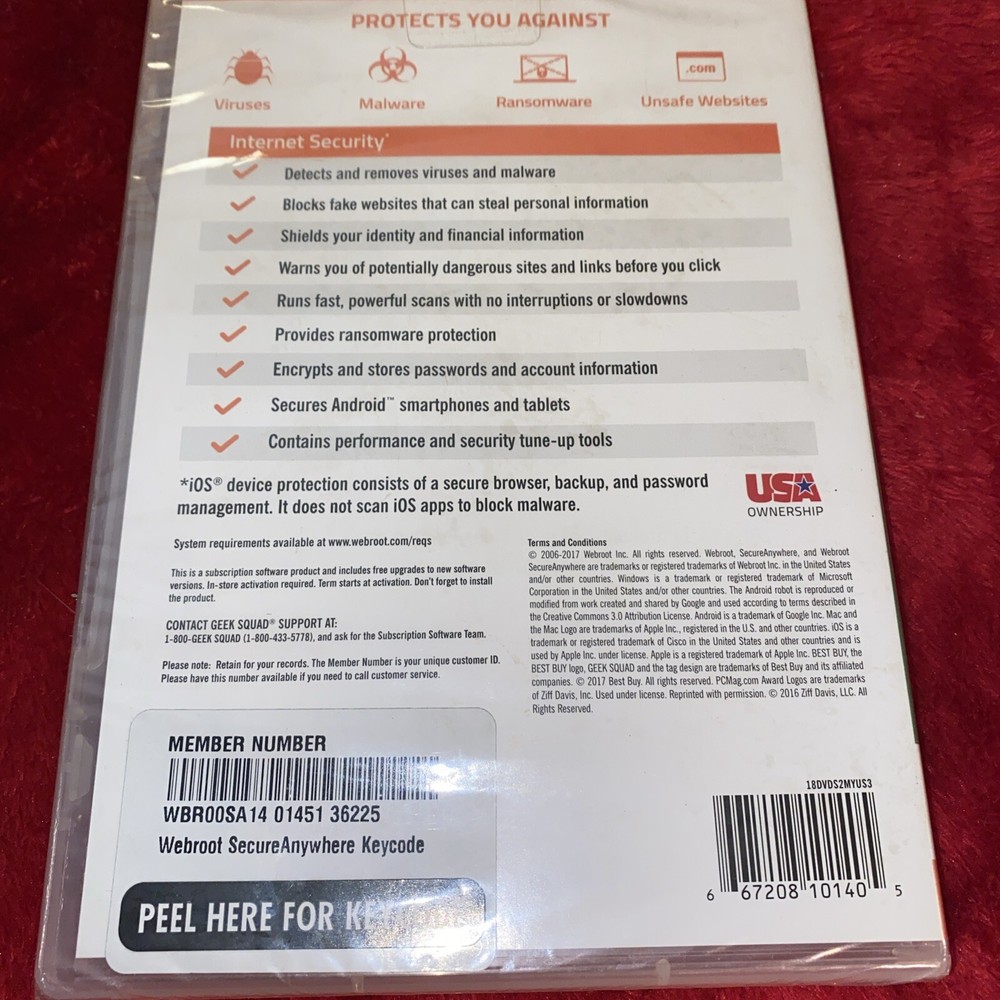 PROTECTS YOU AGAINST
.com
Viruses Malware Ransomware Unsafe Websites
Internet Security*
Detects and removes viruses and malware
Blocks fake websites that can steal personal information
Shields your identity and financial information
Warns you of potentially dangerous sites and links before you click
Runs fast, powerful scans with no interruptions or slowdowns
Provides ransomware protection
Encrypts and stores passwords and account information
Secures Android™ smartphones and tablets
Contains performance and security tune-up tools
*iOS® device protection consists of a secure browser, backup, and password
management. It does not scan iOS apps to block malware.
USA
OWNERSHIP
System requirements available at www.webroot.com/reqs
This is a subscription software product and includes free upgrades to new software
versions. In-store activation required. Term starts at activation. Don't forget to install
the product.
CONTACT GEEK SQUAD® SUPPORT AT:
1-800-GEEK SQUAD (1-800-433-5778), and ask for the Subscription Software Team.
Please note: Retain for your records. The Member Number is your unique customer ID.
Please have this number available if you need to call customer service.
Terms and Conditions
© 2006-2017 Webroot Inc. All rights reserved. Webroot, SecureAnywhere, and Webroot
SecureAnywhere are trademarks or registered trademarks of Webroot Inc. in the United States
and/or other countries. Windows is a trademark or registered trademark of Microsoft
Corporation in the United States and/or other countries. The Android robot is reproduced or
modified from work created and shared by Google and used according to terms described in
the Creative Commons 3.0 Attribution License. Android is a trademark of Google Inc. Mac and
the Mac Logo are trademarks of Apple Inc., registered in the U.S. and other countries. iOS is a
trademark or registered trademark of Cisco in the United States and other countries and is
used by Apple Inc. under license. Apple is a registered trademark of Apple Inc. BEST BUY, the
BEST BUY logo, GEEK SQUAD and the tag design are trademarks of Best Buy and its affiliated
companies. © 2017 Best Buy. All rights reserved. PCMag.com Award Logos are trademarks
of Ziff Davis, Inc. Used under license. Reprinted with permission. © 2016 Ziff Davis, LLC. All
Rights Reserved.
MEMBER NUMBER
WBR00SA14 01451 36225
Webroot SecureAnywhere Keycode
PEEL HERE FOR
18DVDS2MYUS3
6 67208 10140 5